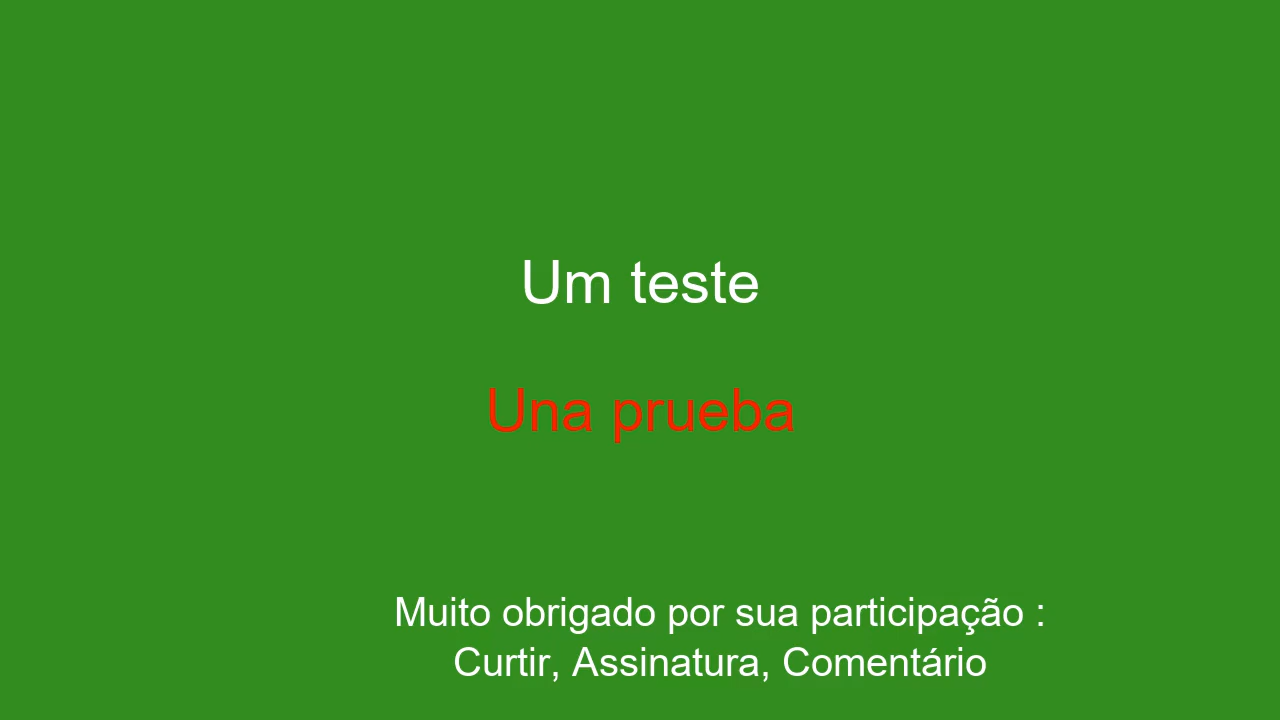 Um teste
Una prueba
Muito obrigado por sua participação :
Curtir, Assinatura, Comentário